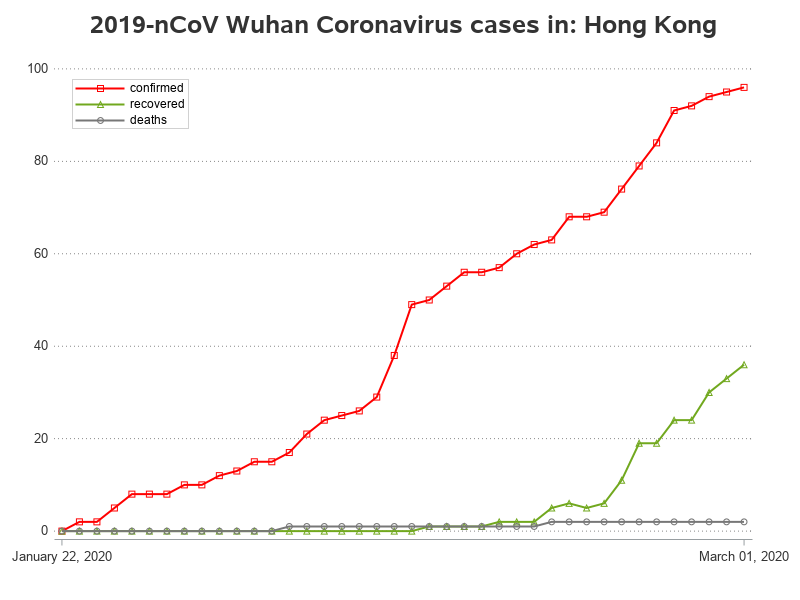 2019-nCoV Wuhan Coronavirus cases in: Hong Kong
100
confirmed
recovered
deaths
80
60
40
20
0
January 22, 2020 March 01, 2020